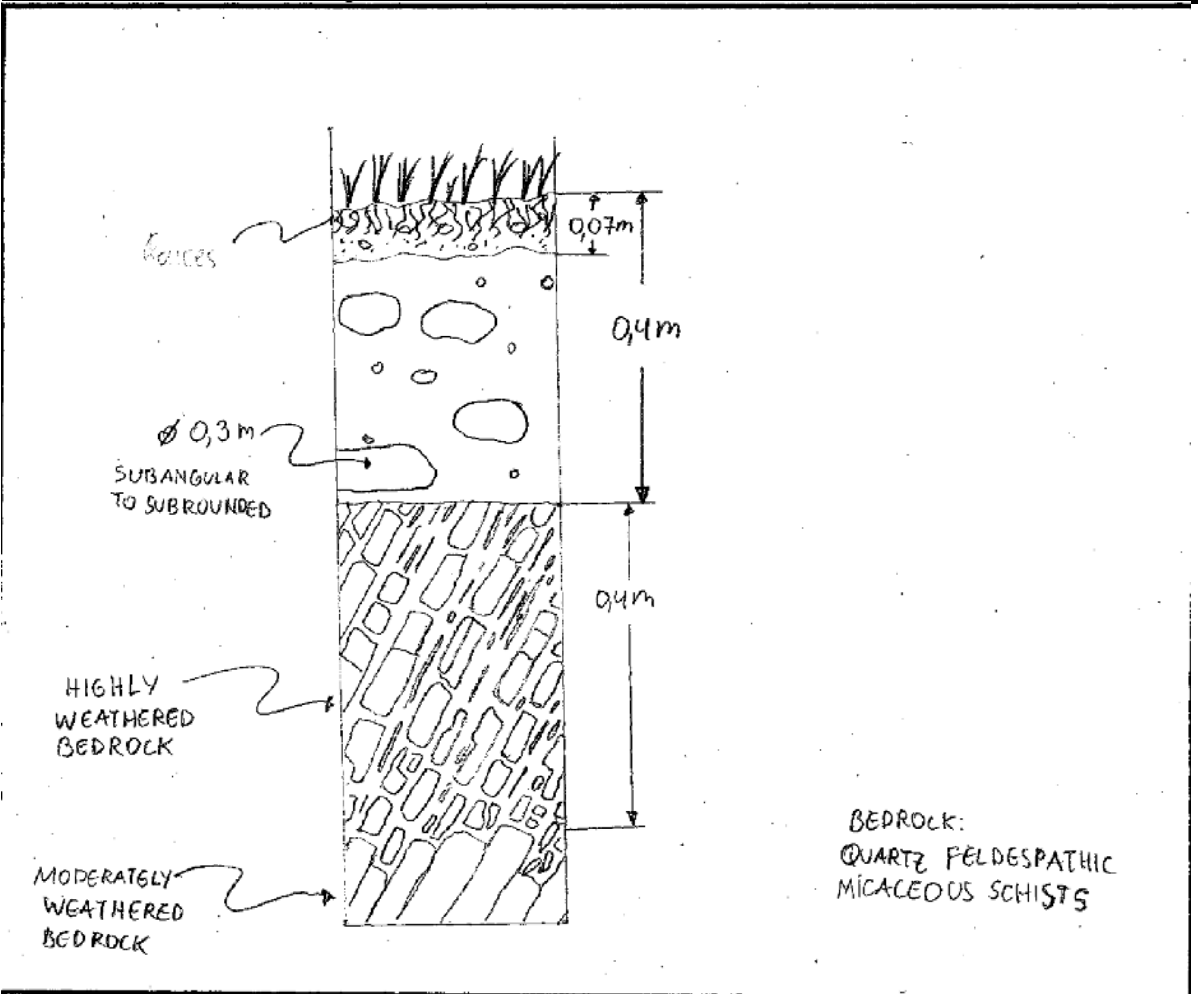 0,07m
0,4m
Ø 0,3m
SUBANGULAR
TO SUBROUNDED
0,4m
HIGHLY
WEATHERED
BEDROCK
BEDROCK:
QUARTZ FELDESPATHIC
MICACEOUS SCHISTS
MODERATELY
WEATHERED
BEDROCK